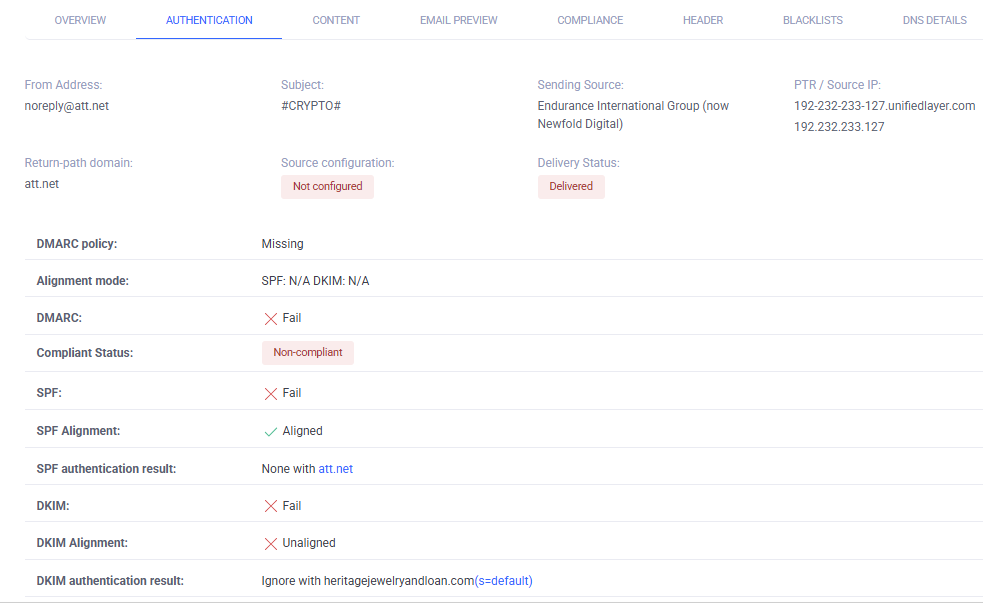 OVERVIEW AUTHENTICATION CONTENT EMAIL PREVIEW COMPLIANCE HEADER BLACKLISTS DNS DETAILS
From Address: Subject: Sending Source: PTR / Source IP:
noreply@att.net #CRYPTO# Endurance International Group (now 192-232-233-127.unifiedlayer.com
Newfold Digital) 192.232.233.127
Return-path domain: Source configuration: Delivery Status:
att.net Not configured Delivered
DMARC policy: Missing
Alignment mode: SPF: N/A DKIM: N/A
DMARC: Fail
Compliant Status: Non-compliant
SPF: Fail
SPF Alignment: Aligned
SPF authentication result: None with att.net
DKIM: Fail
DKIM Alignment: Unaligned
DKIM authentication result: Ignore with heritagejewelryandloan.com(s=default)